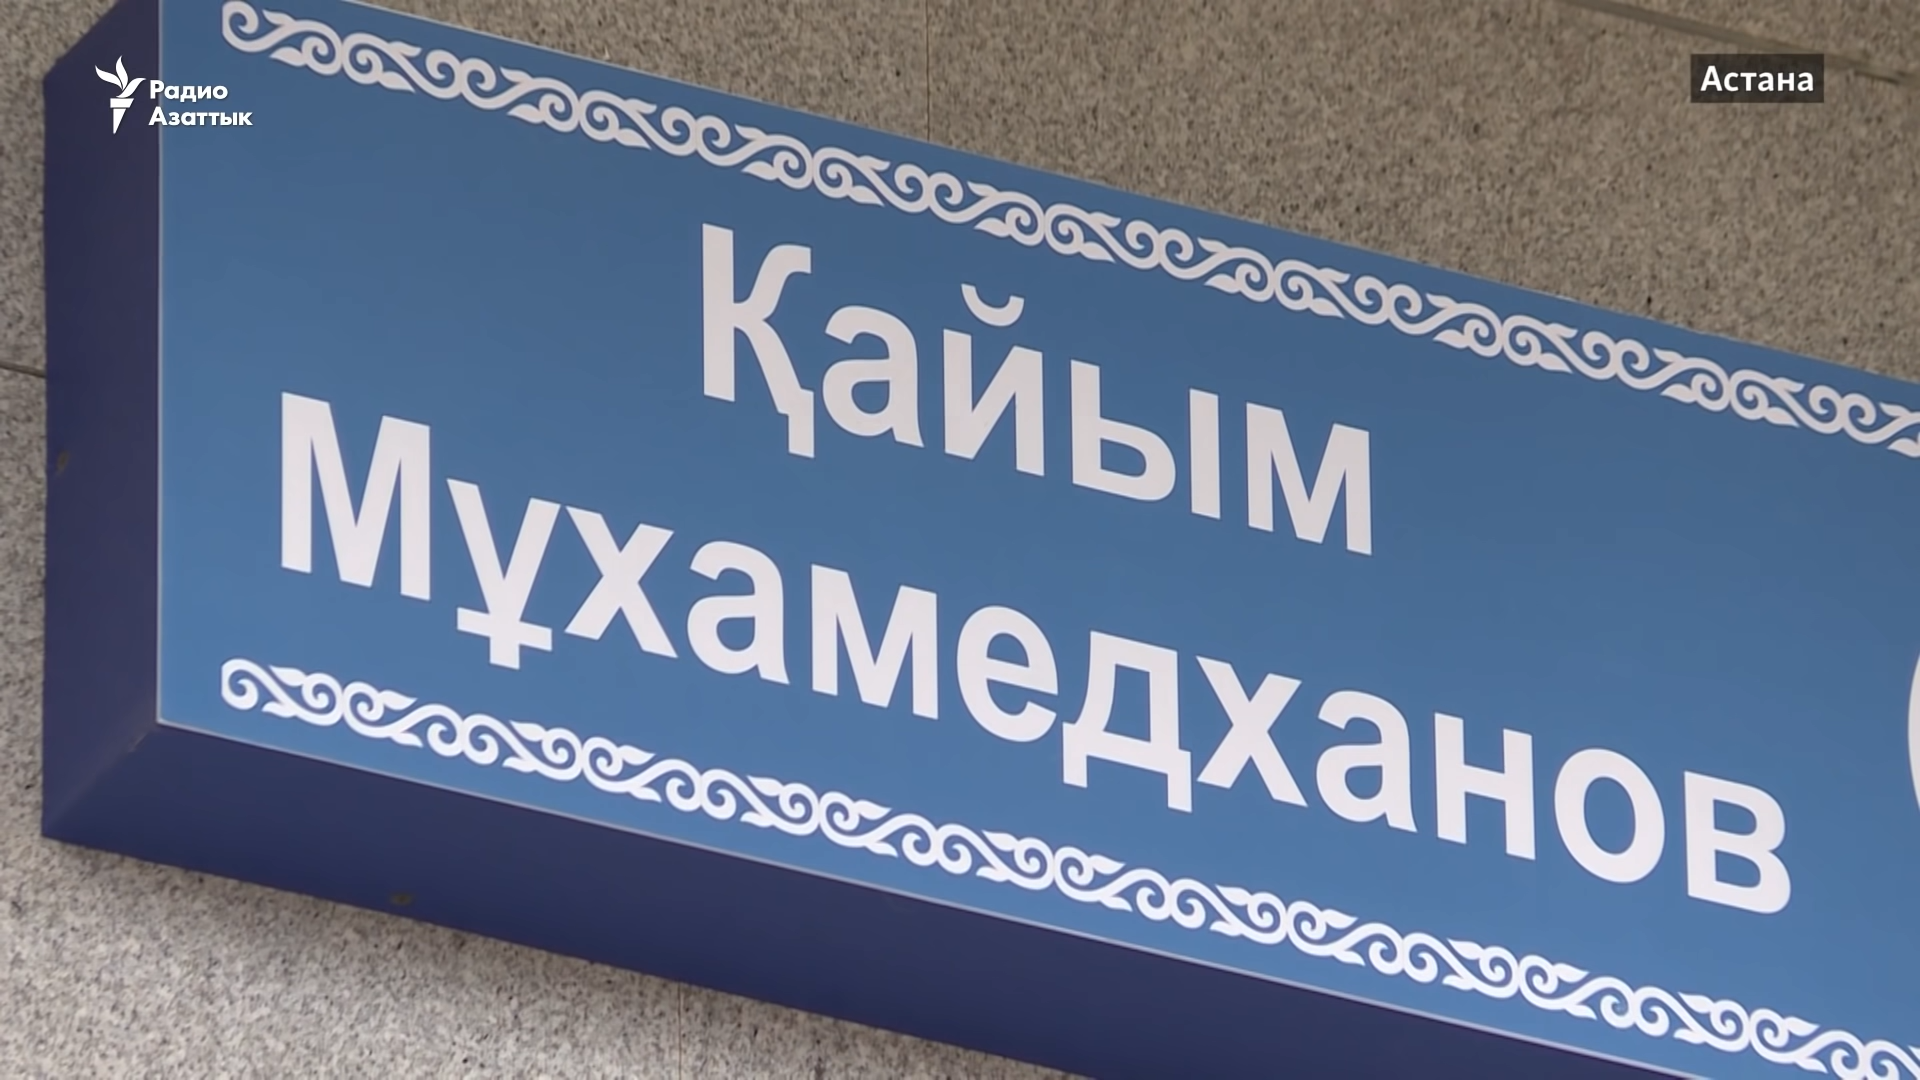 Радио
Азаттык
Астана
Қайым
Мұхамедханов